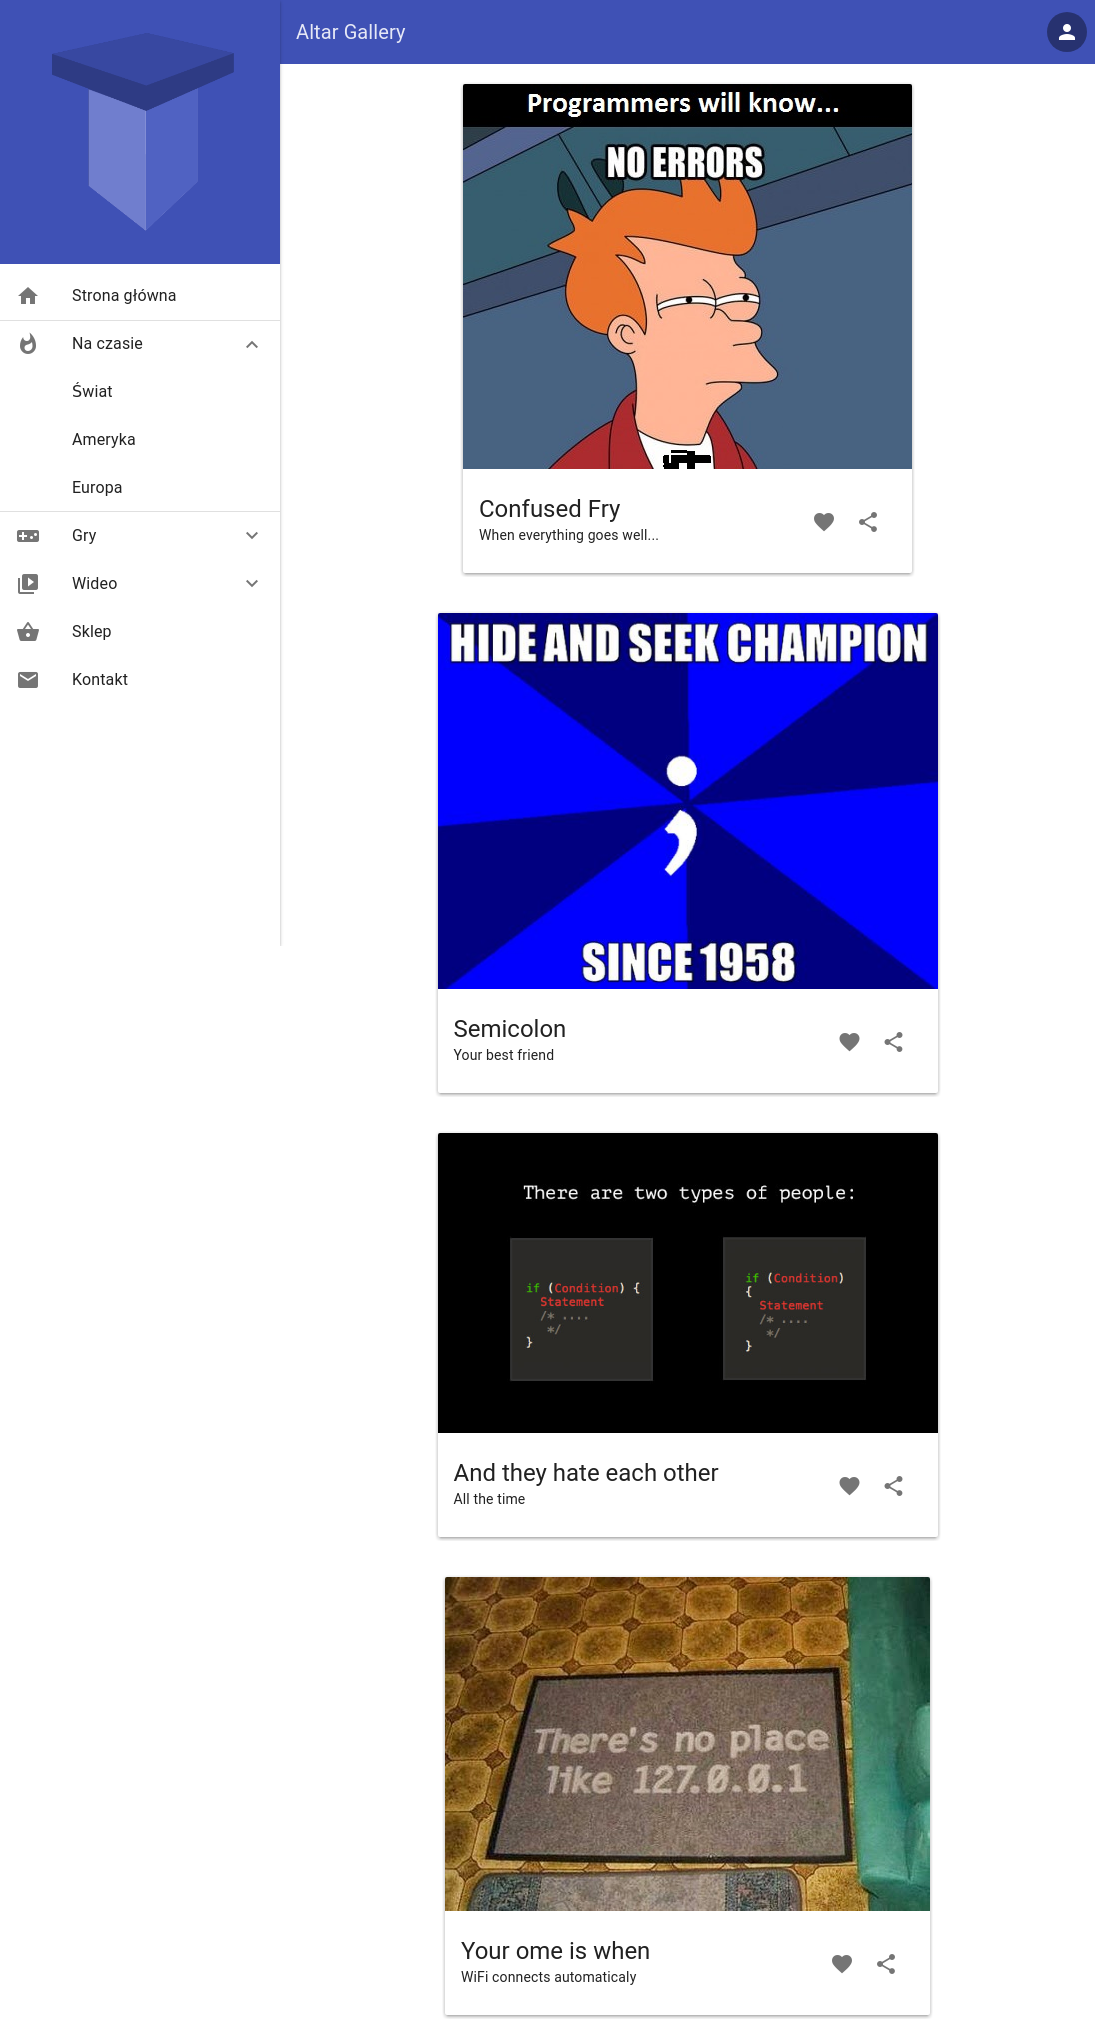 Altar Gallery
Strona główna
Na czasie
Świat
Ameryka
Europa
Gry
Wideo
Sklep
Kontakt
Programmers will know...
NO ERRORS
Confused Fry
When everything goes well...
HIDE AND SEEK CHAMPION
;
SINCE 1958
Semicolon
Your best friend
There are two types of people:
if (Condition) {
Statement
/* ....
*/
}
if (Condition)
{
Statement
/* ....
*/
}
And they hate each other
All the time
There's no place
like 127.0.0.1
Your ome is when
WiFi connects automaticaly